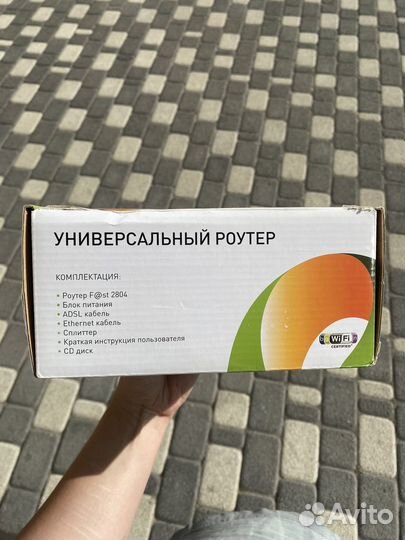 УНИВЕРСАЛЬНЫЙ РОУТЕР
КОМПЛЕКТАЦИЯ:
• Роутер F@st 2804
• Блок питания
• ADSL кабель
• Ethernet кабель
• Сплиттер
• Краткая инструкция пользователя
• CD диск
Wi Fi
CERTIFIED
Avito